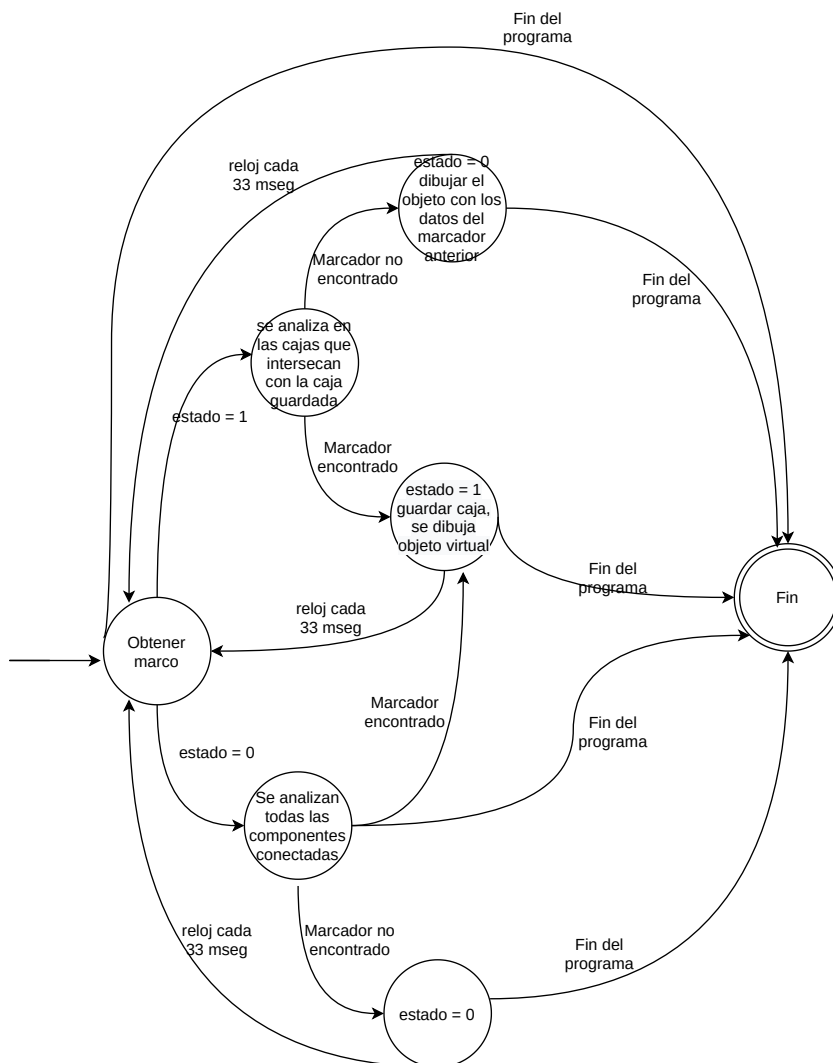 Fin del
programa
reloj cada
33 mseg
estado = 0
dibujar el
objeto con los
datos del
marcador
anterior
Marcador no
encontrado
Fin del
programa
se analiza en
las cajas que
intersecan
con la caja
guardada
estado = 1
Marcador
encontrado
estado = 1
guardar caja,
se dibuja
objeto virtual
Fin del
programa
Fin
reloj cada
33 mseg
Obtener
marco
Marcador
encontrado
Fin del
programa
estado = 0
Se analizan
todas las
componentes
conectadas
reloj cada
33 mseg
Marcador no
encontrado
Fin del
programa
estado = 0